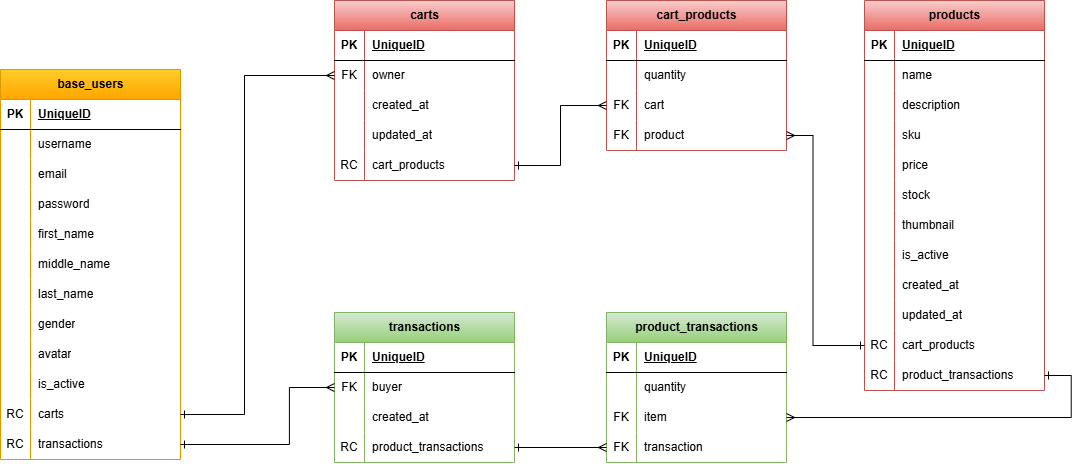 base_users
PK UniqueID
username
email
password
first_name
middle_name
last_name
gender
avatar
is_active
RC carts
RC transactions
carts
PK UniqueID
FK owner
created_at
updated_at
RC cart_products
cart_products
PK UniqueID
quantity
FK cart
FK product
products
PK UniqueID
name
description
sku
price
stock
thumbnail
is_active
created_at
updated_at
RC cart_products
RC product_transactions
transactions
PK UniqueID
FK buyer
created_at
RC product_transactions
product_transactions
PK UniqueID
quantity
FK item
FK transaction